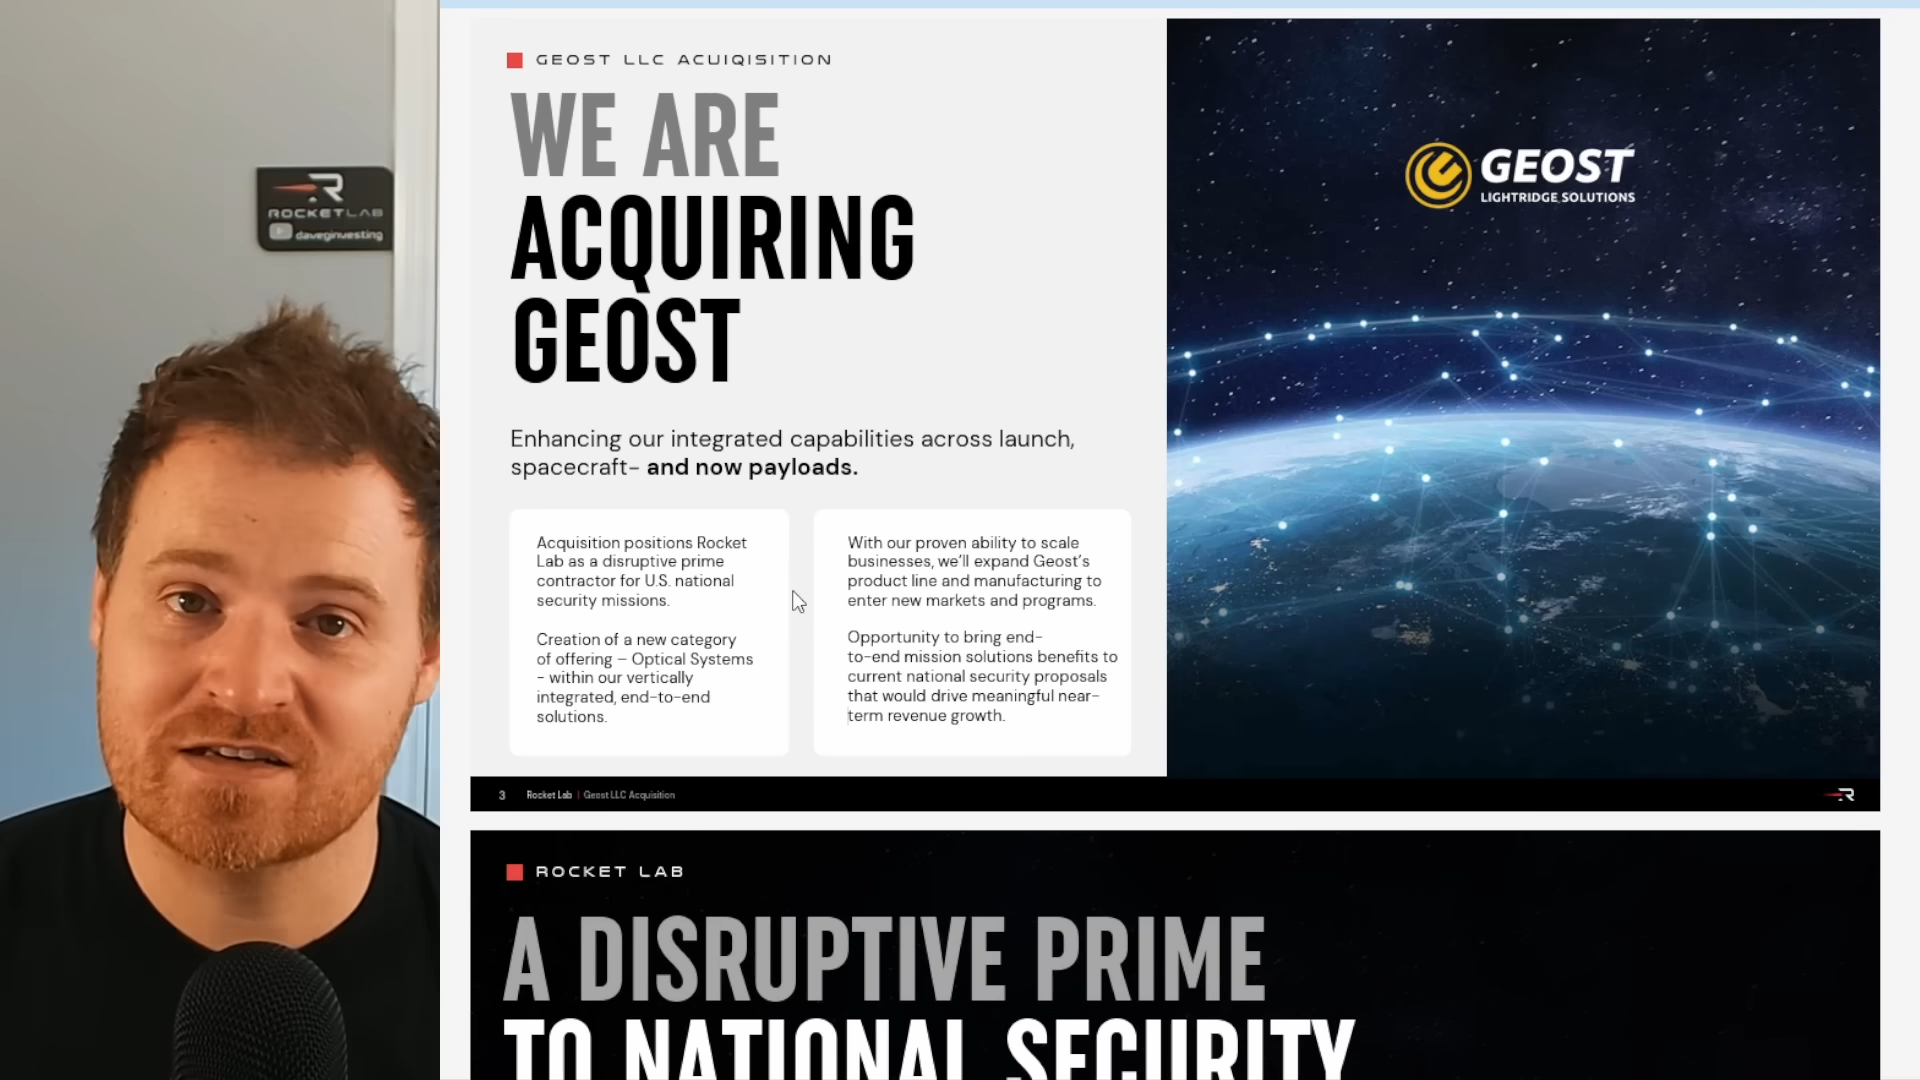 ROCKETLAB
daveginvesting
GEOST LLC ACUIQISITION
WE ARE
ACQUIRING
GEOST
Enhancing our integrated capabilities across launch,
spacecraft- and now payloads.
Acquisition positions Rocket
Lab as a disruptive prime
contractor for U.S. national
security missions.
Creation of a new category
of offering – Optical Systems
- within our vertically
integrated, end-to-end
solutions.
With our proven ability to scale
businesses, we'll expand Geost's
product line and manufacturing to
enter new markets and programs.
Opportunity to bring end-
to-end mission solutions benefits to
current national security proposals
that would drive meaningful near-
term revenue growth.
GEOST
LIGHTRIDGE SOLUTIONS
3 Rocket Lab | Geost LLC Acquisition
ROCKET LAB
A DISRUPTIVE PRIME
TO NATIONAL SECURITY